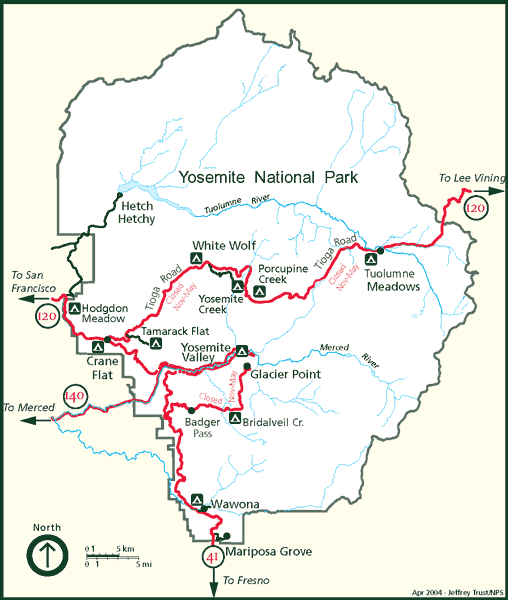 Yosemite National Park
To Lee Vining
120
Hetch
Hetchy
Tuolumne River
White Wolf
Tioga Road
Closed
Nov-May
Porcupine
Creek
Tioga Road
Closed
Nov-May
Tuolumne
Meadows
Yosemite
Creek
To San
Francisco
120
Hodgdon
Meadow
Tamarack Flat
Crane
Flat
Yosemite
Valley
Merced River
Glacier Point
140
To Merced
Closed
Nov-May
Badger
Pass
Bridalveil Cr.
Wawona
North
0 1 5 km
0 1 5 mi
41
Mariposa Grove
To Fresno
Apr 2004 - Jeffrey Trust/NPS